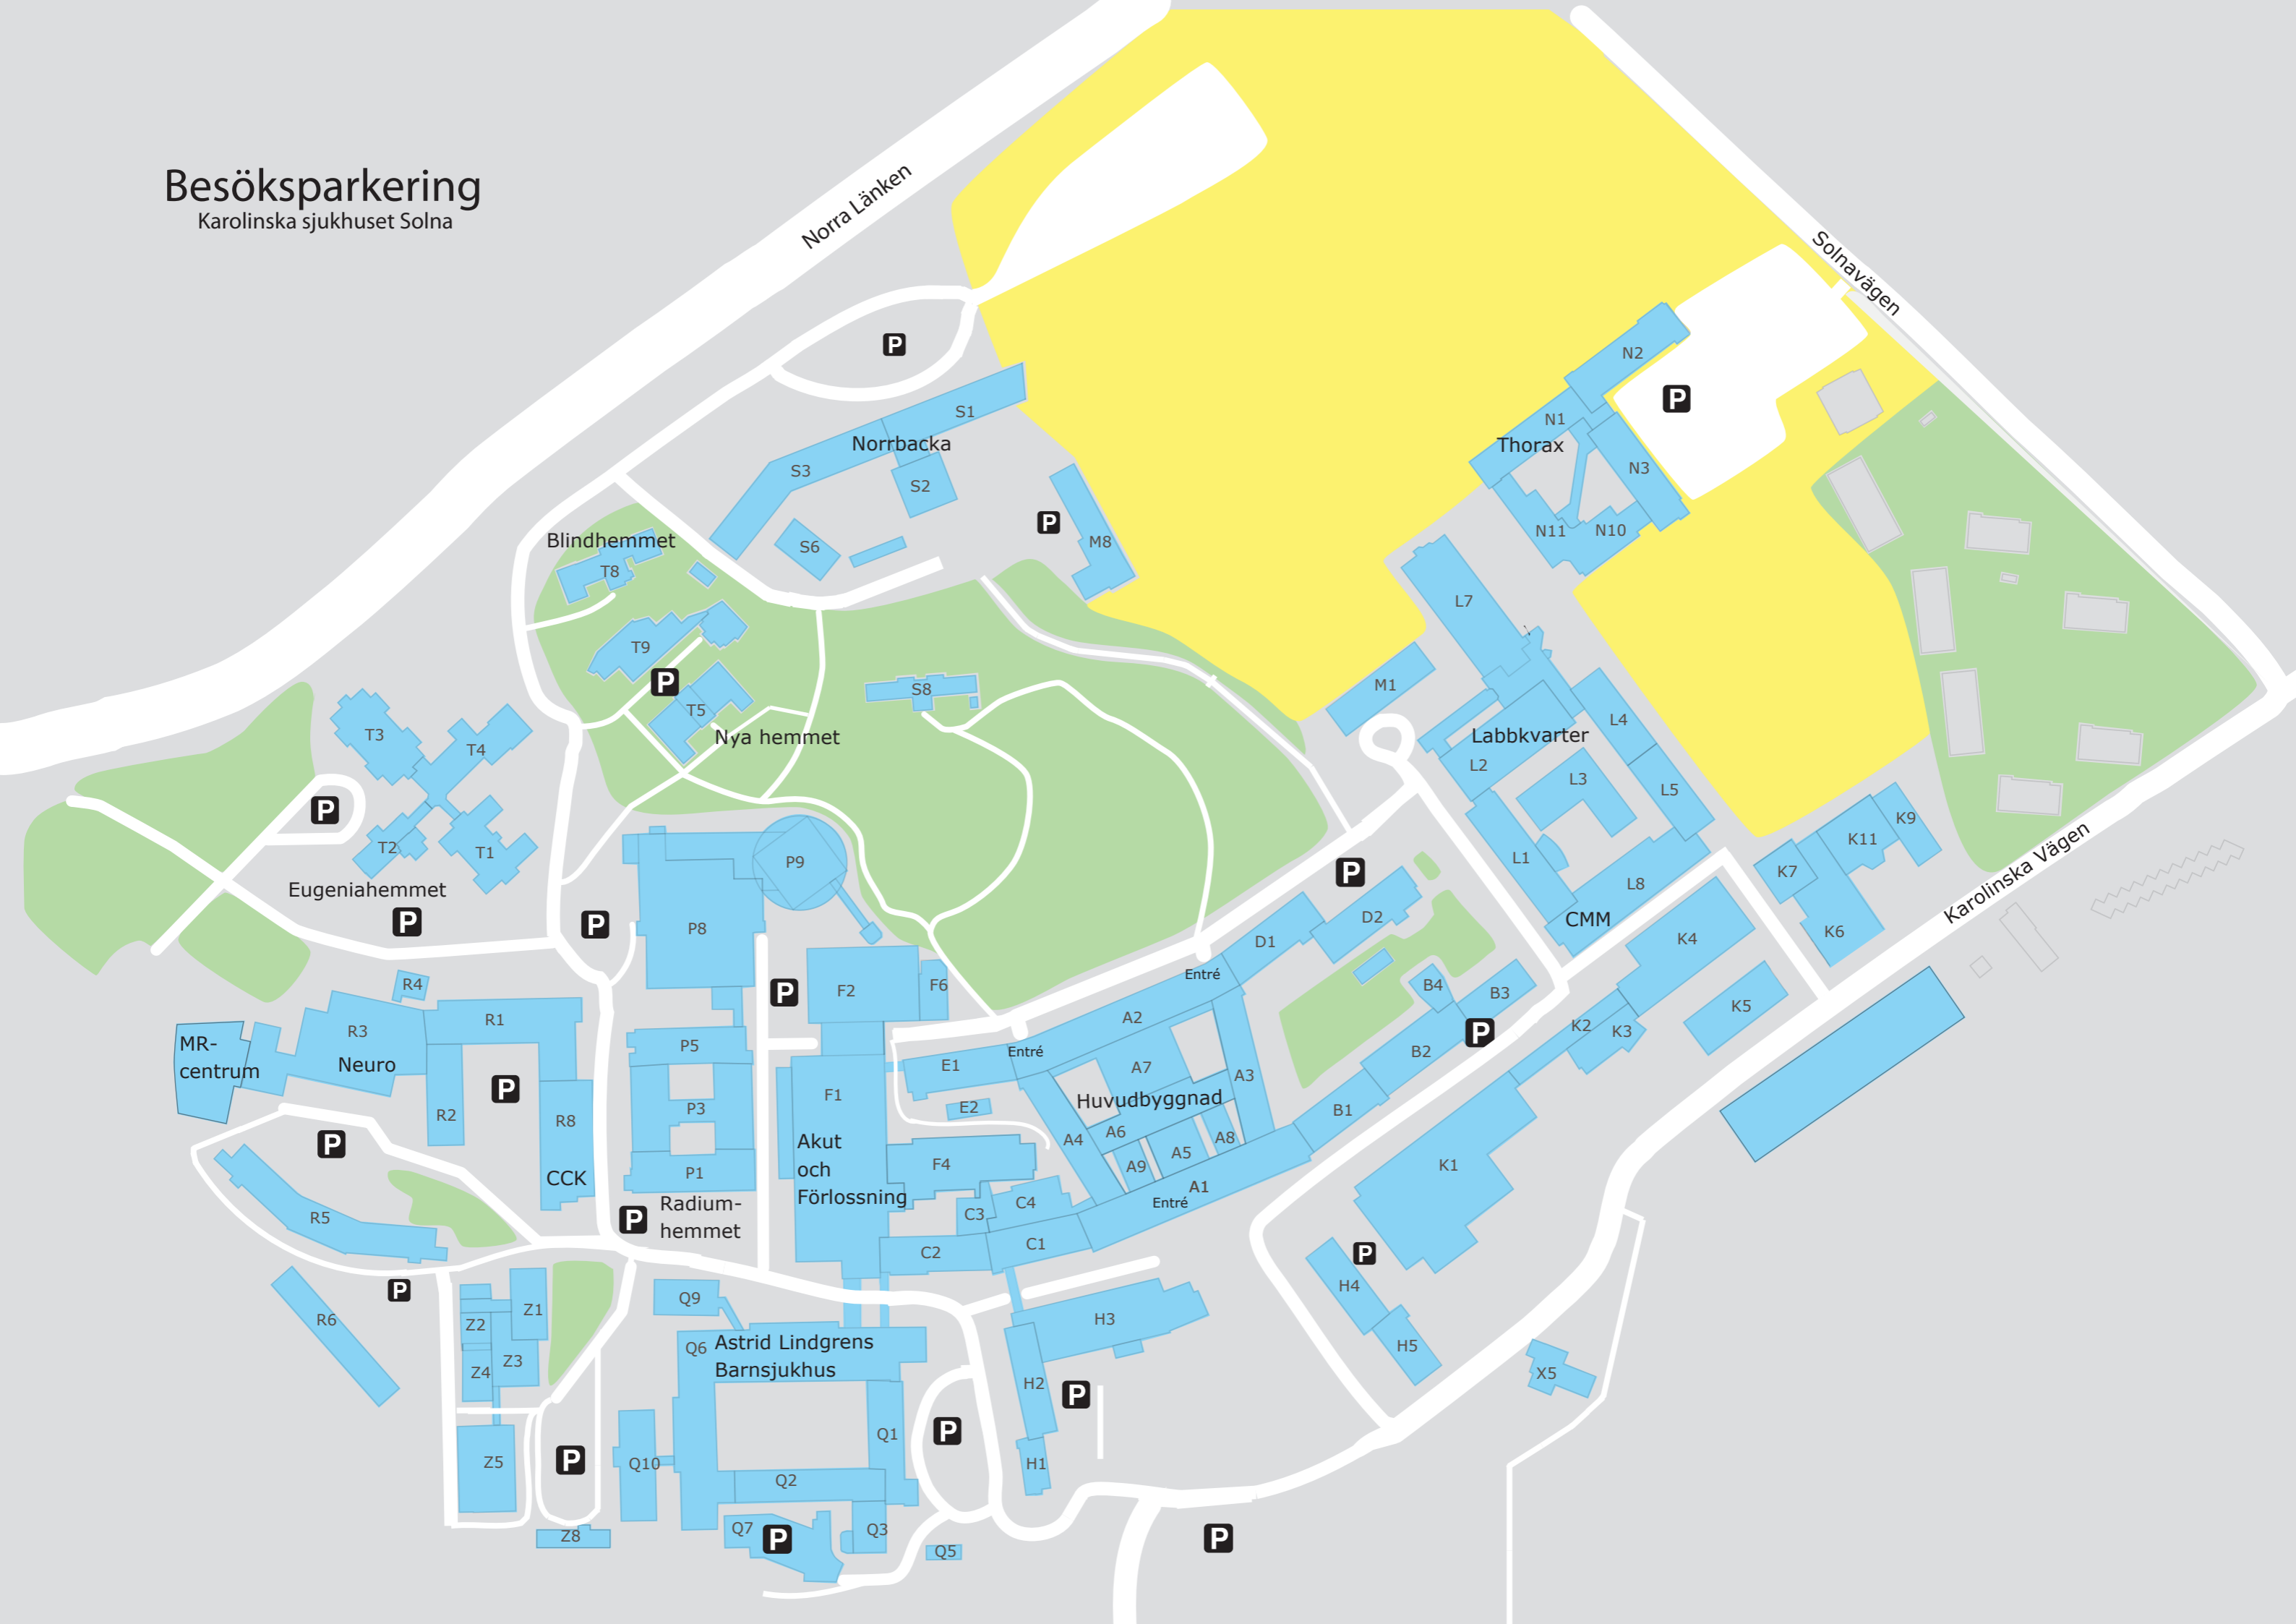 Besöksparkering
Karolinska sjukhuset Solna
Norra Länken
Solnavägen
P
N2
P
S1
N1
Norrbacka
Thorax
S3
N3
S2
P
N11
N10
Blindhemmet
S6
M8
T8
L7
T9
P
S8
M1
T5
L4
T3
Nya hemmet
Labbkvarter
T4
L2
L3
L5
P
K9
K11
T2
T1
L1
P9
P
K7
L8
Eugeniahemmet
Karolinska Vägen
P
P
P8
D2
CMM
K6
D1
K4
Entré
R4
P
F2
F6
B4
B3
K5
R1
A2
R3
K2
K3
P
MR-
centrum
P5
Entré
B2
Neuro
E1
A7
A3
P
F1
Huvudbyggnad
R2
P3
E2
B1
R8
A6
A8
P
Akut
och
Förlossning
A4
F4
A5
A9
K1
CCK
P1
A1
Entré
Radium-
hemmet
C4
P
R5
C3
C2
C1
P
P
H4
Q9
Z1
R6
Z2
H3
Astrid Lindgrens
Barnsjukhus
Q6
H5
Z3
Z4
H2
X5
P
P
Q1
P
Z5
Q10
H1
Q2
Q7
P
Q3
Z8
Q5
P